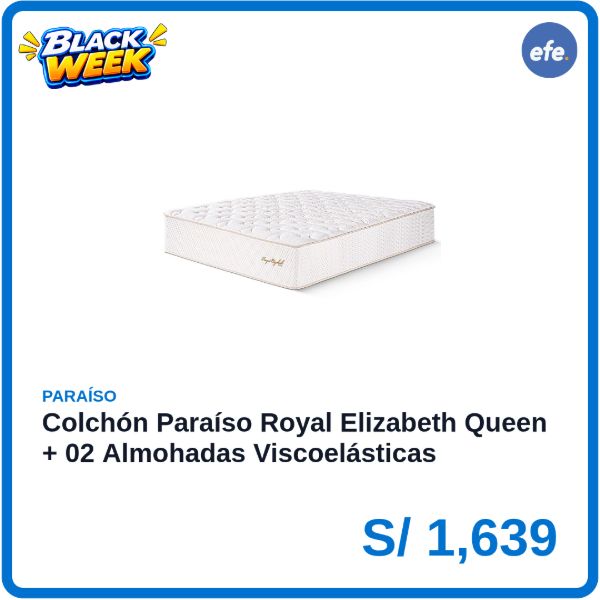 BLACK
WEEK
efe.
PARAÍSO
Colchón Paraíso Royal Elizabeth Queen
+ 02 Almohadas Viscoelásticas
S/ 1,639